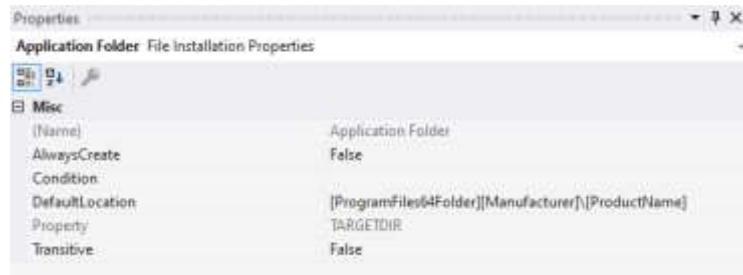 Properties
Application Folder File Installation Properties
Misc
(Name) Application Folder
AlwaysCreate False
Condition
DefaultLocation [ProgramFiles64Folder][Manufacturer]\[ProductName]
Property TARGETDIR
Transitive False